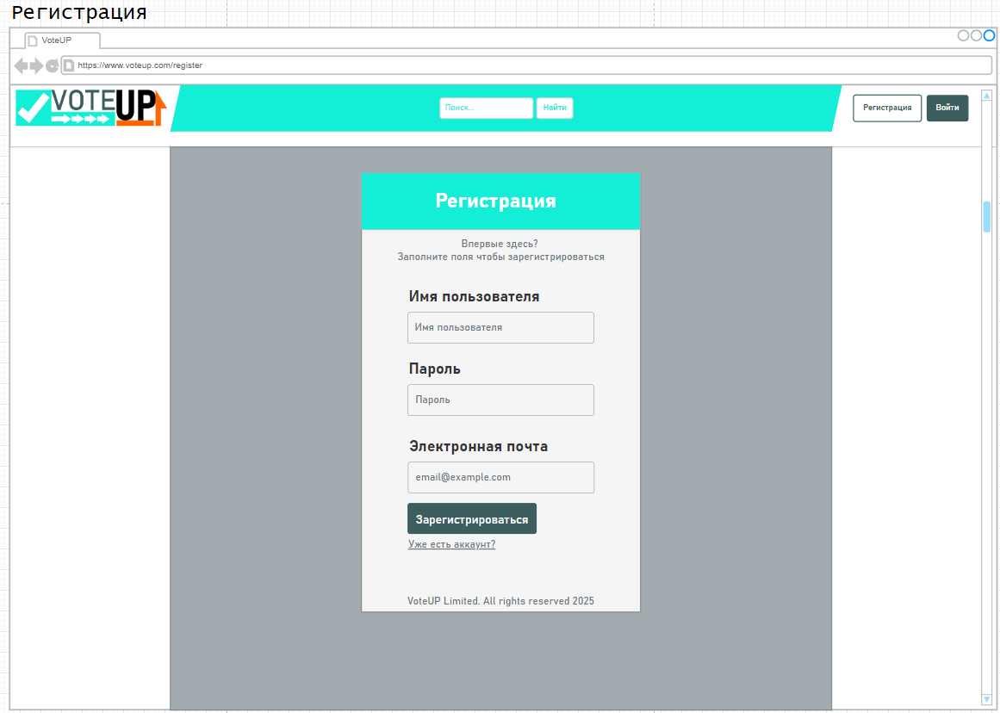 Регистрация
VoteUP
https://www.voteup.com/register
VOTEUP
Поиск...
Найти
Регистрация
Войти
Регистрация
Впервые здесь?
Заполните поля чтобы зарегистрироваться
Имя пользователя
Имя пользователя
Пароль
Пароль
Электронная почта
email@example.com
Зарегистрироваться
Уже есть аккаунт?
VoteUP Limited. All rights reserved 2025